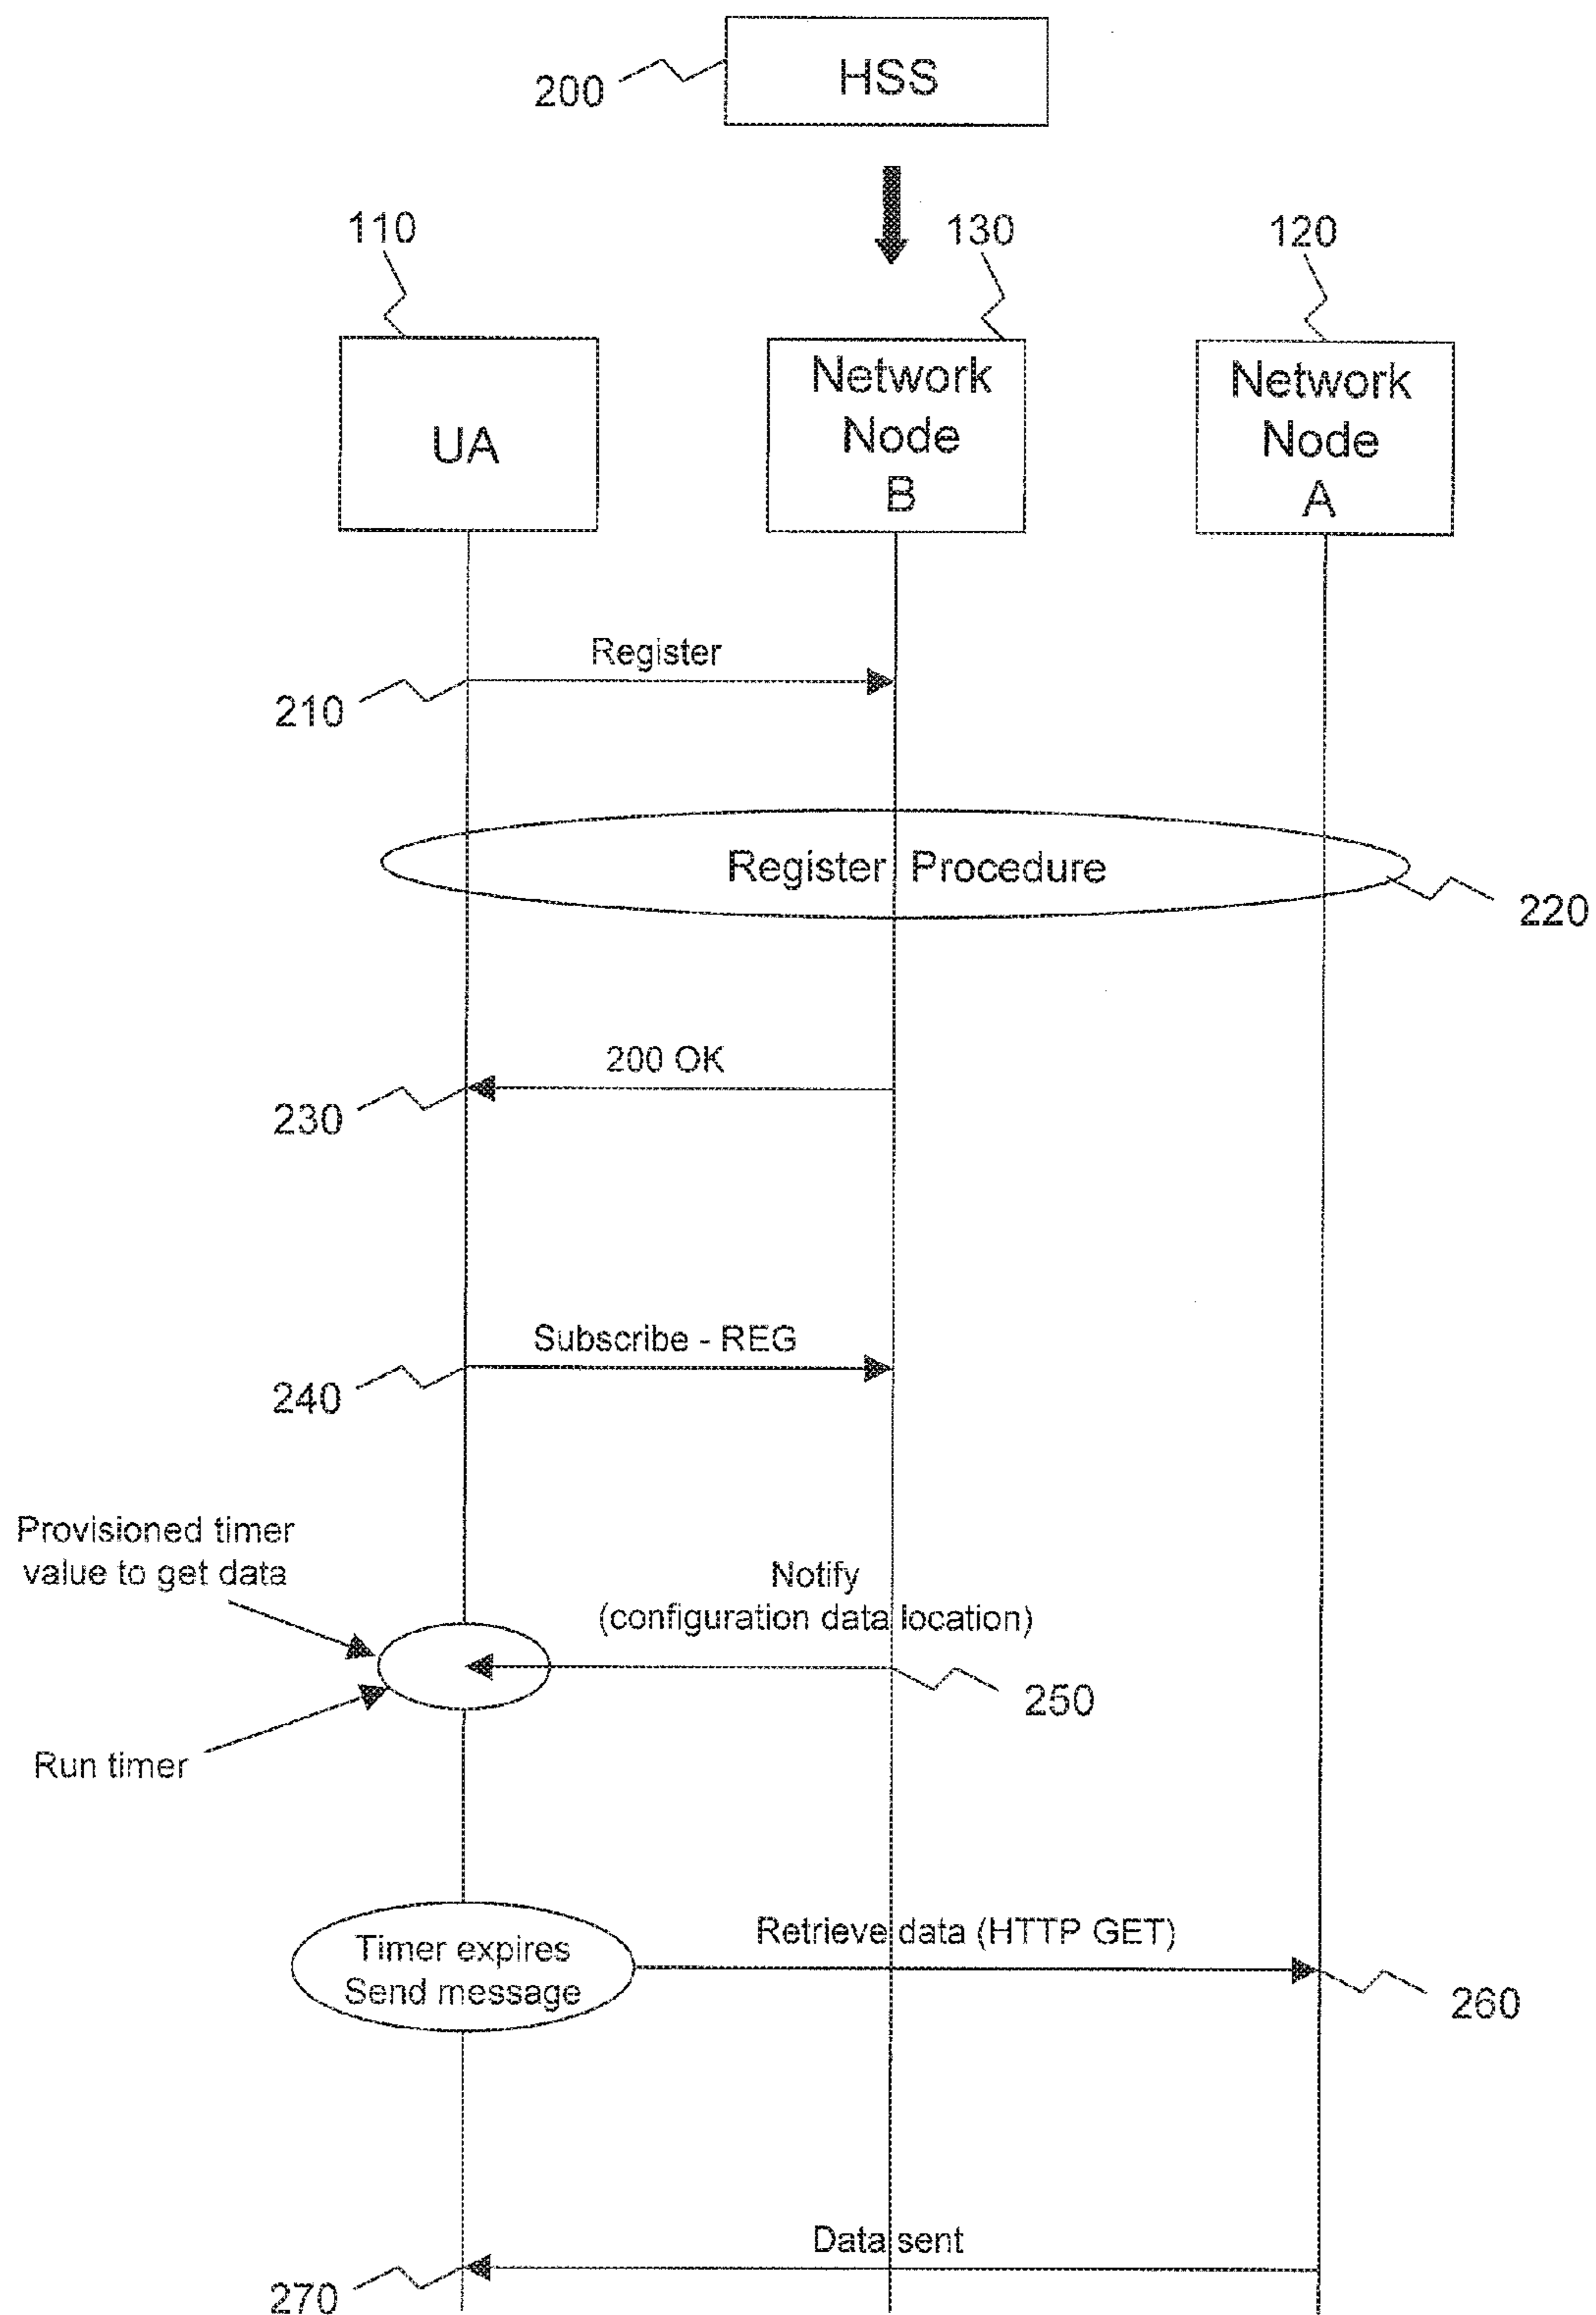 HSS
200
110
130
120
UA
Network
Node
B
Network
Node
A
Register
210
Register Procedure
220
200 OK
230
Subscribe - REG
240
Provisioned timer
value to get data
Notify
(configuration data location)
250
Run timer
Timer expires
Send message
Retrieve data (HTTP GET)
260
Data sent
270